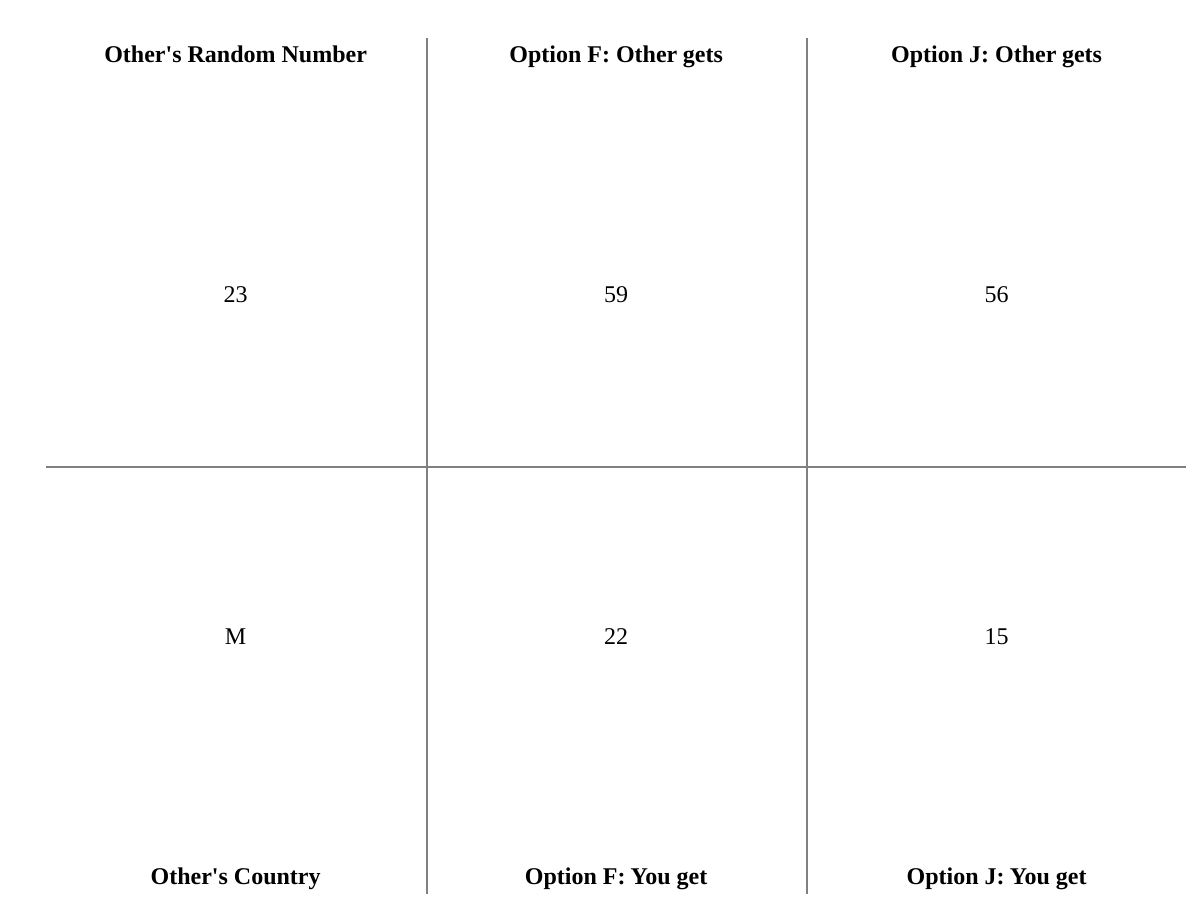 Other's Random Number
Option F: Other gets
Option J: Other gets
23
59
56
M
22
15
Other's Country
Option F: You get
Option J: You get